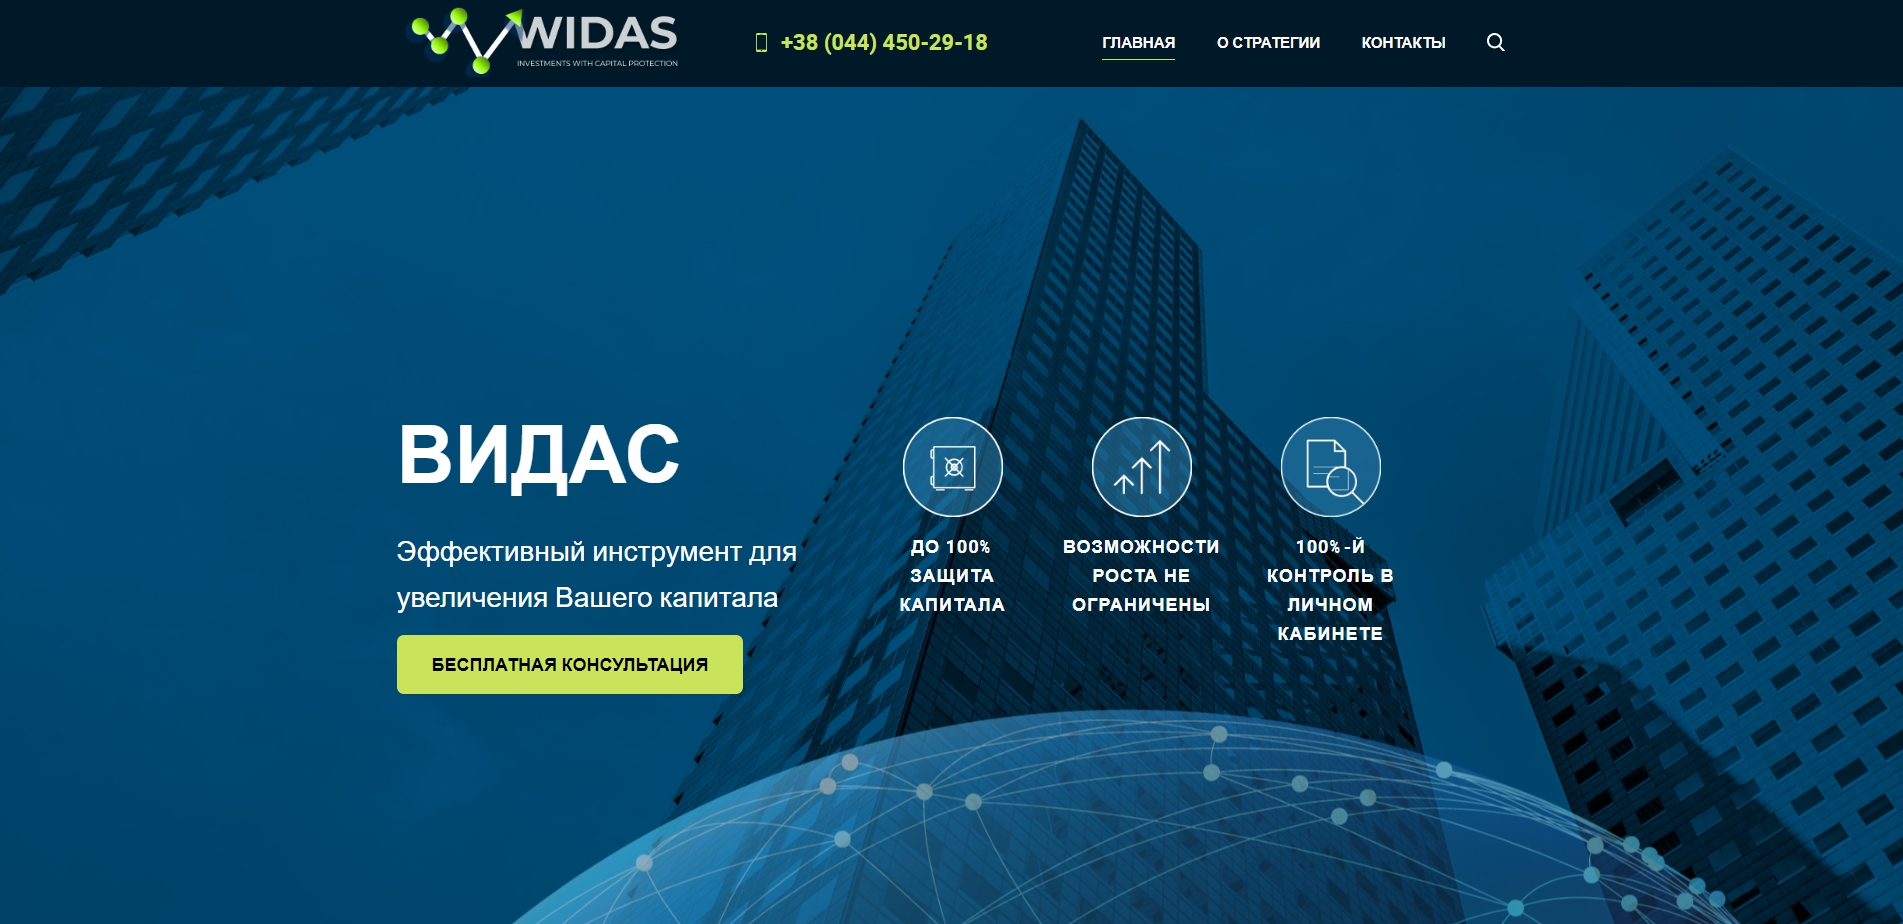 WIDAS
INVESTMENTS WITH CAPITAL PROTECTION
+38 (044) 450-29-18
ГЛАВНАЯ
О СТРАТЕГИИ
КОНТАКТЫ
ВИДАС
Эффективный инструмент для
увеличения Вашего капитала
БЕСПЛАТНАЯ КОНСУЛЬТАЦИЯ
ДО 100%
ЗАЩИТА
КАПИТАЛА
ВОЗМОЖНОСТИ
РОСТА НЕ
ОГРАНИЧЕНЫ
100%-Й
КОНТРОЛЬ В
ЛИЧНОМ
КАБИНЕТЕ